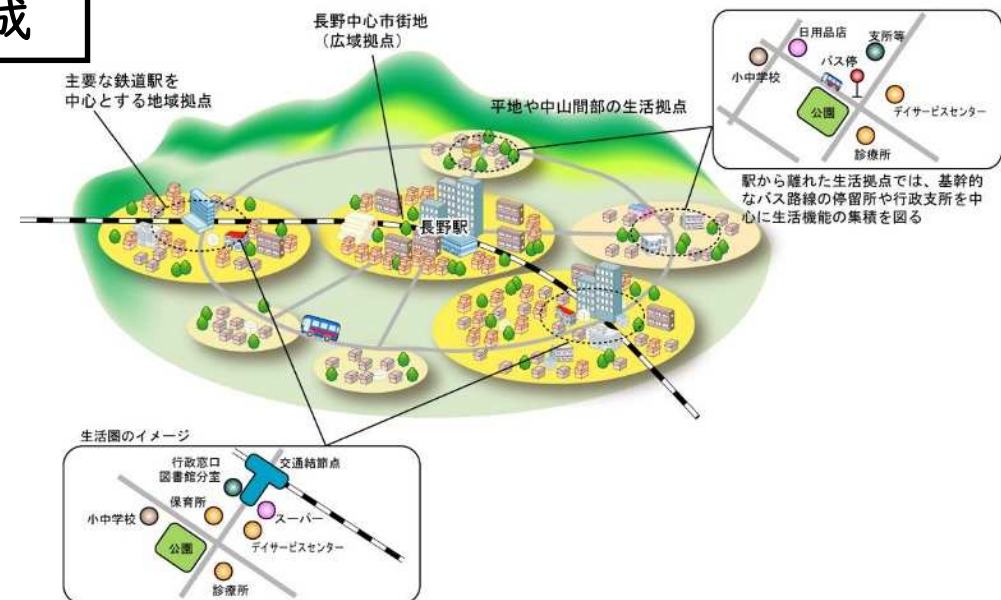 成
長野中心市街地
（広域拠点）
主要な鉄道駅を
中心とする地域拠点
平地や中山間部の生活拠点
長野駅
日用品店
支所等
小中学校
バス停
公園
デイサービスセンター
診療所
駅から離れた生活拠点では、基幹的
なバス路線の停留所や行政支所を中
心に生活機能の集積を図る
生活圏のイメージ
行政窓口
図書館分室
交通結節点
保育所
小中学校
スーパー
公園
デイサービスセンター
診療所